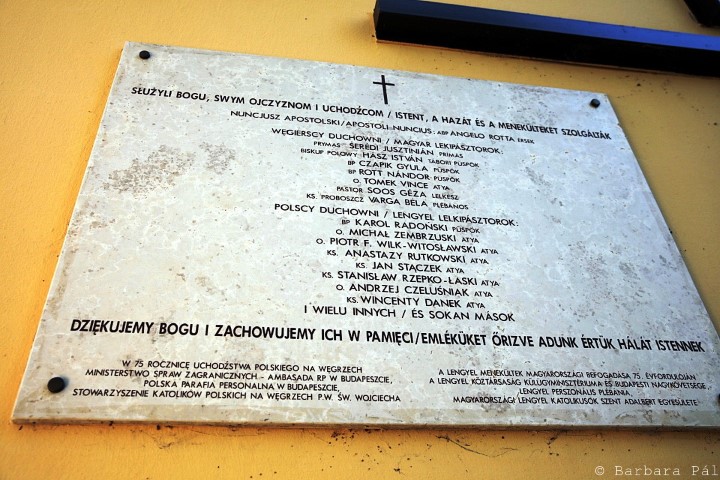 SŁUŻYLI BOGU, SWYM OJCZYZNOM I UCHODŹCOM / ISTENT, A HAZÁT ÉS A MENEKÜLTEKET SZOLGÁLTÁK
NUNCJUSZ APOSTOLSKI/APOSTOLI NUNCIUS: ABP ANGELO ROTTA ÉRSEK
WĘGIERSCY DUCHOWNI / MAGYAR LEKIPÁSZTOROK:
PRYMAS SERÉDI JUSZTINIÁN PRÍMÁS
BISKUP POLOWY HÁSZ ISTVÁN TÁBORI PÜSPÖK
BP CZAPIK GYULA PÜSPÖK
BP ROTT NÁNDOR PÜSPÖK
O. TOMEK VINCE ATYA
PASTOR SOOS GÉZA LELKÉSZ
KS. PROBOSZCZ VARGA BÉLA PLÉBÁNOS
POLSCY DUCHOWNI / LENGYEL LELKIPÁSZTOROK:
BP KAROL RADOŃSKI PÜSPÖK
O. MICHAŁ ZEMBRZUSKI ATYA
O. PIOTR F. WILK-WITOSŁAWSKI ATYA
KS. ANASTAZY RUTKOWSKI ATYA
KS. JAN STĄCZEK ATYA
KS. STANISŁAW RZEPKO-ŁASKI ATYA
O. ANDRZEJ CZELUŚNIAK ATYA
KS. WINCENTY DANEK ATYA
I WIELU INNYCH / ÉS SOKAN MÁSOK
DZIĘKUJEMY BOGU I ZACHOWUJEMY ICH W PAMIĘCI/EMLÉKÜKET ŐRIZVE ADUNK ÉRTÜK HÁLÁT ISTENNEK
W 75 ROCZNICĘ UCHODŹSTWA POLSKIEGO NA WĘGRZECH
MINISTERSTWO SPRAW ZAGRANICZNYCH - AMBASADA RP W BUDAPESZCIE,
POLSKA PARAFIA PERSONALNA W BUDAPESZCIE,
STOWARZYSZENIE KATOLIKÓW POLSKICH NA WĘGRZECH P.W. ŚW. WOJCIECHA
A LENGYEL MENEKÜLTEK MAGYARORSZÁGI BEFOGADÁSA 75. ÉVFORDULÓJÁN
A LENGYEL KÖZTÁRSASÁG KÜLÜGYMINISZTÉRIUMA ÉS BUDAPESTI NAGYKÖVETSÉGE,
LENGYEL PERSZONÁLIS PLÉBÁNIA,
MAGYARORSZÁGI LENGYEL KATOLIKUSOK SZENT ADALBERT EGYESÜLETE
© Barbara Pál